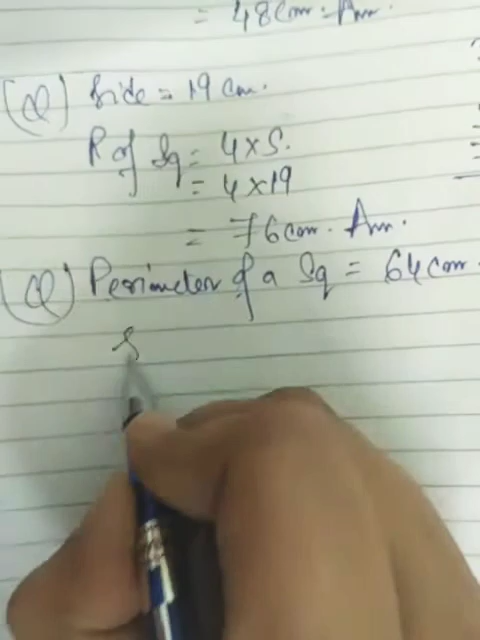 = 48 cm. Ans.
(Q) Side = 19 cm.
P of Sq = 4 × S.
= 4 × 19
= 76 cm. Ans.
(Q) Perimeter of a Sq = 64 cm.
S